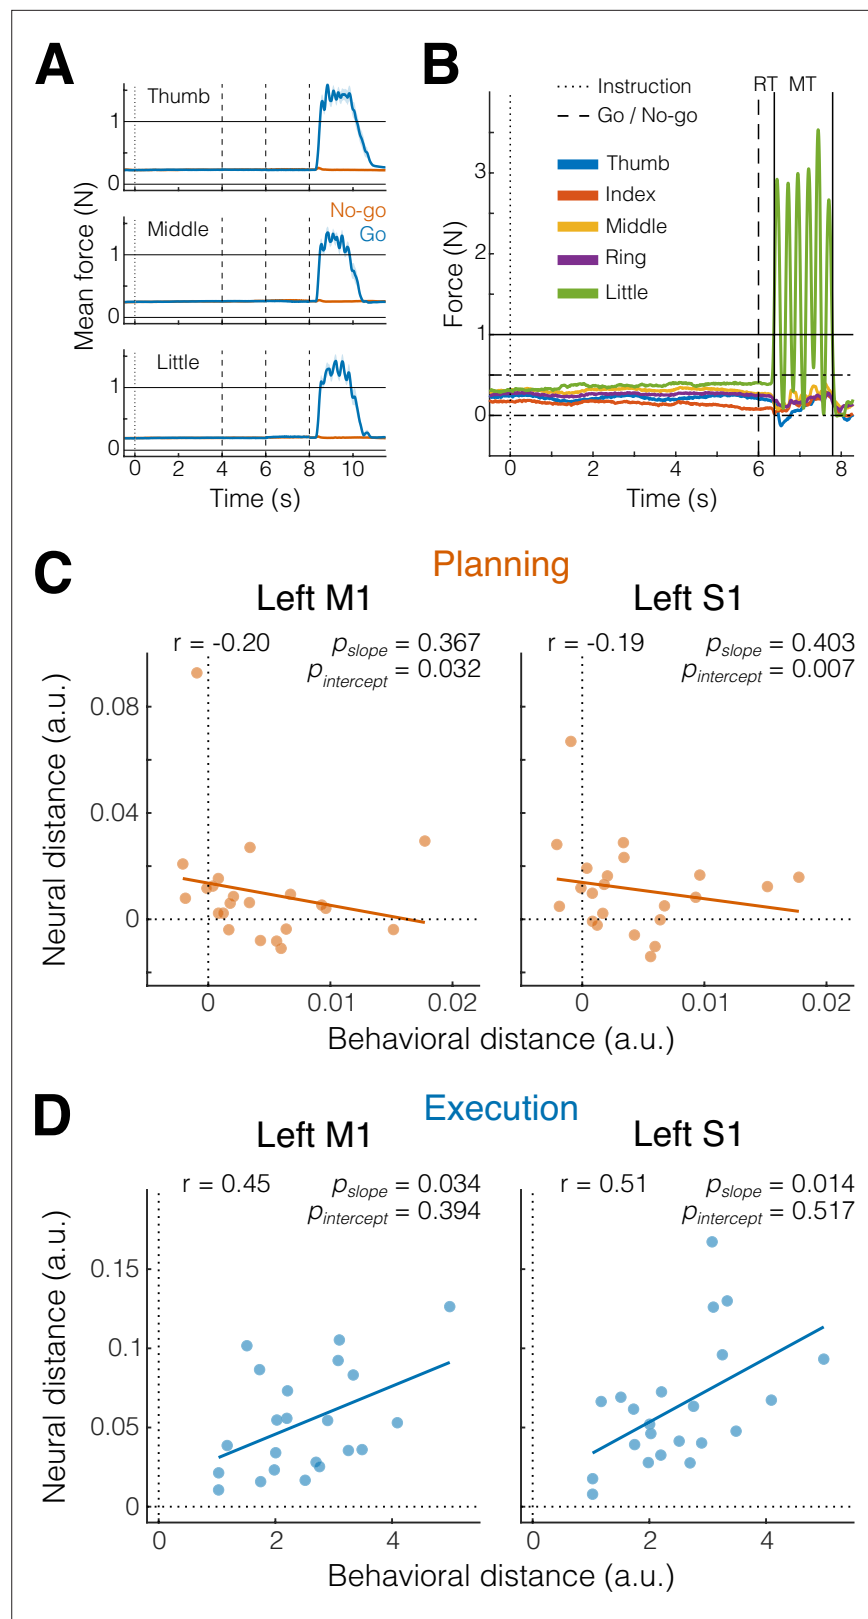 A
Mean force (N)
Thumb
1
0
No-go
Go
Middle
1
0
Little
1
0
0 2 4 6 8 10
Time (s)
B
RT MT
Instruction
Go / No-go
Thumb
Index
Middle
Ring
Little
Force (N)
3
2
1
0
0 2 4 6 8
Time (s)
C
Planning
Left M1
r = -0.20
p_slope = 0.367
p_intercept = 0.032
Neural distance (a.u.)
0.08
0.04
0
0 0.01 0.02
Left S1
r = -0.19
p_slope = 0.403
p_intercept = 0.007
0 0.01 0.02
Behavioral distance (a.u.)
Behavioral distance (a.u.)
D
Execution
Left M1
r = 0.45
p_slope = 0.034
p_intercept = 0.394
Neural distance (a.u.)
0.15
0.1
0.05
0
0 2 4
Behavioral distance (a.u.)
Left S1
r = 0.51
p_slope = 0.014
p_intercept = 0.517
0 2 4
Behavioral distance (a.u.)